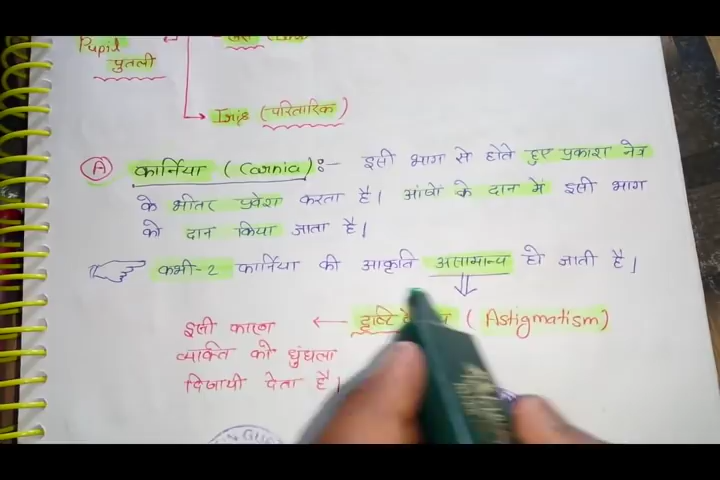 Pupil
पुतली
Iris (परितारिक)
(A) कार्निया (Carnia) :- इसी भाग से होते हुए प्रकाश नेत्र
के भीतर प्रवेश करता है। आंखों के दान में इसी भाग
को दान किया जाता है।
कभी-2 कार्निया की आकृति असामान्य हो जाती है।
⇓
इसी कारण ← दृष्टि (Astigmatism)
व्यक्ति को धुंधला
दिखायी देता है।